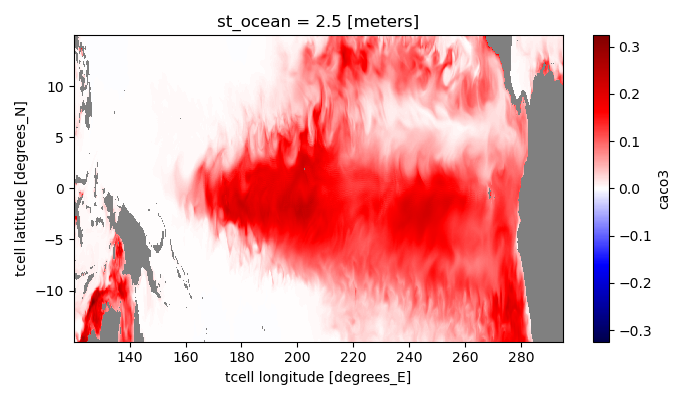 st_ocean = 2.5 [meters]
10
5
0
−5
−10
tcell latitude [degrees_N]
140 160 180 200 220 240 260 280
tcell longitude [degrees_E]
0.3
0.2
0.1
0.0
−0.1
−0.2
−0.3
caco3